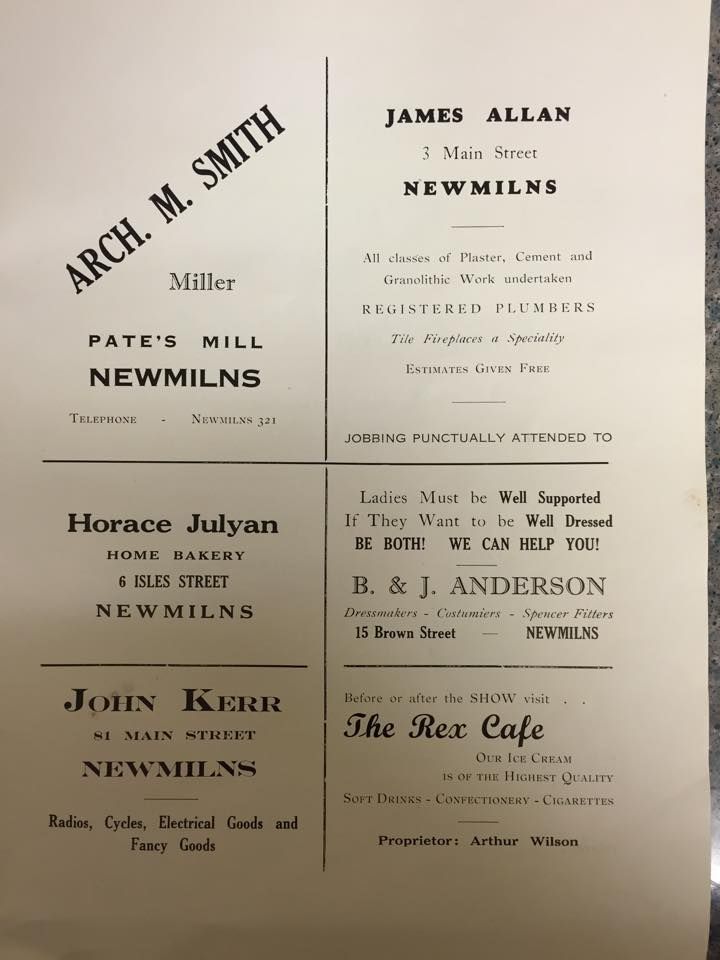 ARCH. M. SMITH
Miller
PATE'S MILL
NEWMILNS
TELEPHONE - NEWMILNS 321
JAMES ALLAN
3 Main Street
NEWMILNS
All classes of Plaster, Cement and
Granolithic Work undertaken
REGISTERED PLUMBERS
Tile Fireplaces a Speciality
ESTIMATES GIVEN FREE
JOBBING PUNCTUALLY ATTENDED TO
Horace Julyan
HOME BAKERY
6 ISLES STREET
NEWMILNS
Ladies Must be Well Supported
If They Want to be Well Dressed
BE BOTH! WE CAN HELP YOU!
B. & J. ANDERSON
Dressmakers - Costumiers - Spencer Fitters
15 Brown Street — NEWMILNS
JOHN KERR
81 MAIN STREET
NEWMILNS
Radios, Cycles, Electrical Goods and
Fancy Goods
Before or after the SHOW visit . .
The Rex Cafe
OUR ICE CREAM
IS OF THE HIGHEST QUALITY
SOFT DRINKS - CONFECTIONERY - CIGARETTES
Proprietor: Arthur Wilson